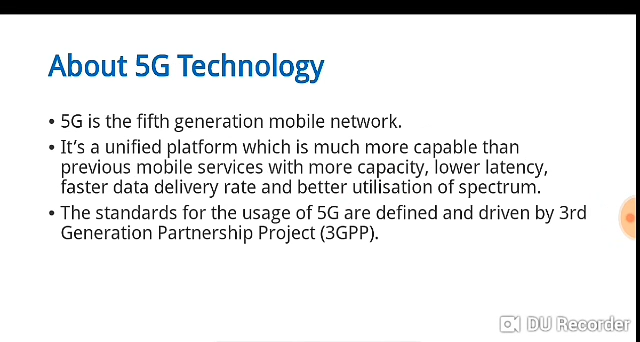 About 5G Technology
• 5G is the fifth generation mobile network.
• It's a unified platform which is much more capable than
previous mobile services with more capacity, lower latency,
faster data delivery rate and better utilisation of spectrum.
• The standards for the usage of 5G are defined and driven by 3rd
Generation Partnership Project (3GPP).
DU Recorder